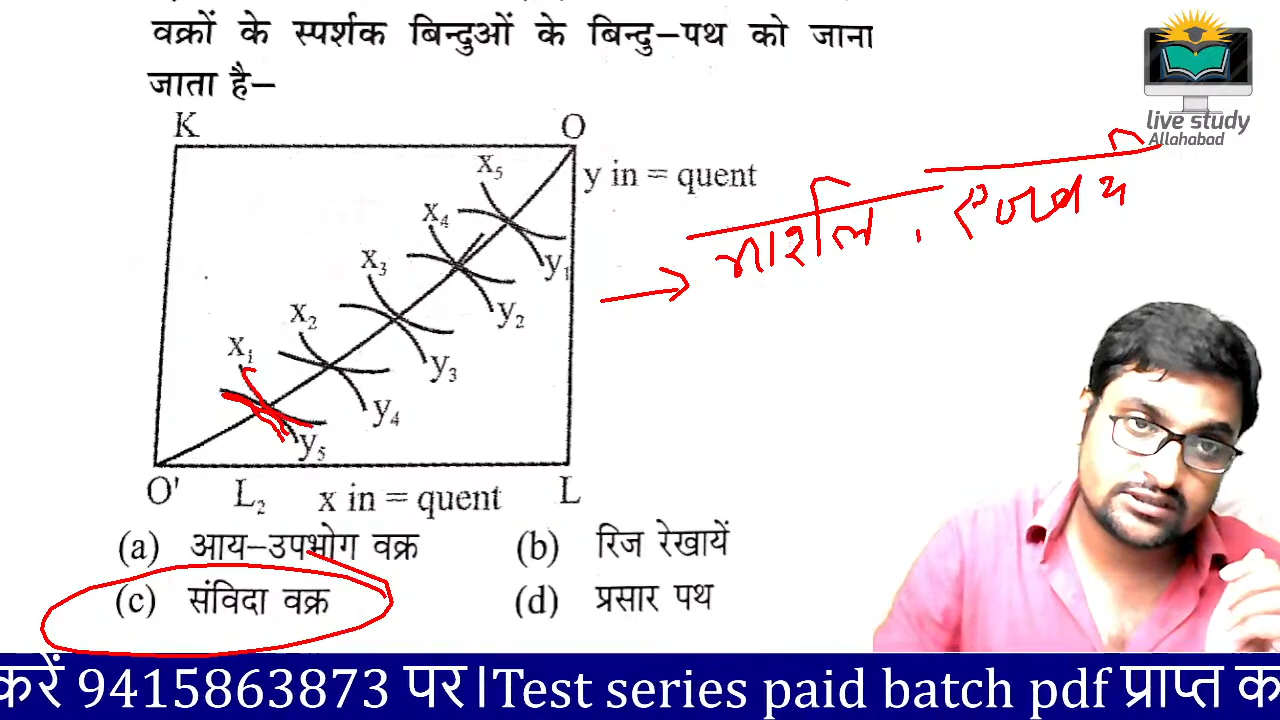 वक्रों के स्पर्शक बिन्दुओं के बिन्दु-पथ को जाना
जाता है-
live study
Allahabad
K
O
y in = quent
x₅
x₄
x₃
x₂
x₁
y₁
y₂
y₃
y₄
y₅
O'
L₂
x in = quent
L
(a) आय-उपभोग वक्र
(b) रिज रेखायें
(c) संविदा वक्र
(d) प्रसार पथ
करें 9415863873 पर।Test series paid batch pdf प्राप्त क